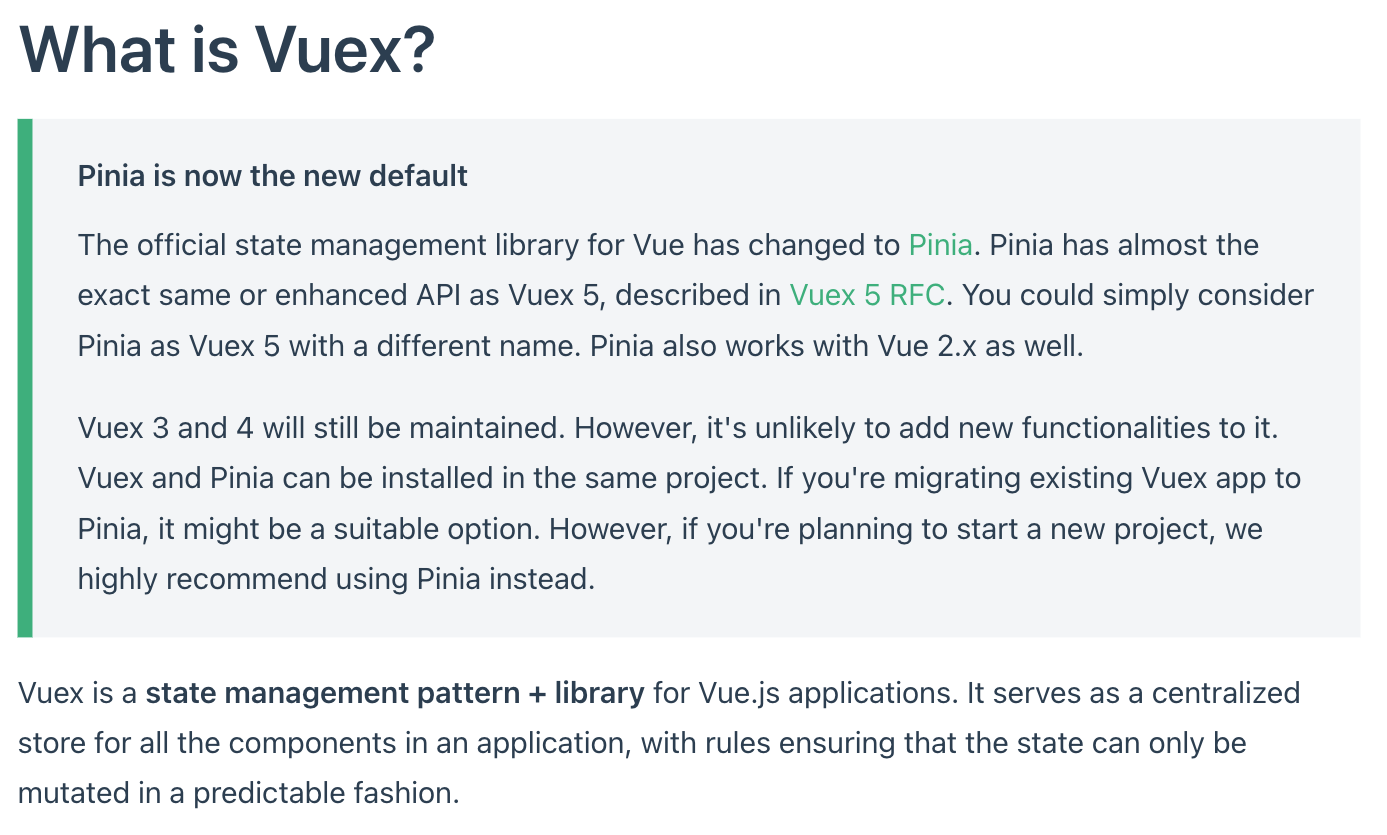 What is Vuex?
Pinia is now the new default
The official state management library for Vue has changed to Pinia. Pinia has almost the
exact same or enhanced API as Vuex 5, described in Vuex 5 RFC. You could simply consider
Pinia as Vuex 5 with a different name. Pinia also works with Vue 2.x as well.
Vuex 3 and 4 will still be maintained. However, it's unlikely to add new functionalities to it.
Vuex and Pinia can be installed in the same project. If you're migrating existing Vuex app to
Pinia, it might be a suitable option. However, if you're planning to start a new project, we
highly recommend using Pinia instead.
Vuex is a state management pattern + library for Vue.js applications. It serves as a centralized
store for all the components in an application, with rules ensuring that the state can only be
mutated in a predictable fashion.